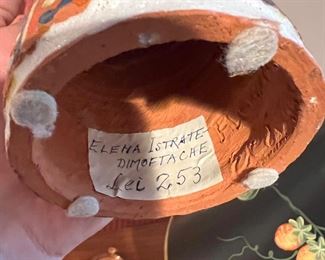 ELENA ISTRATE
DIMOFTACHE
Lei 253